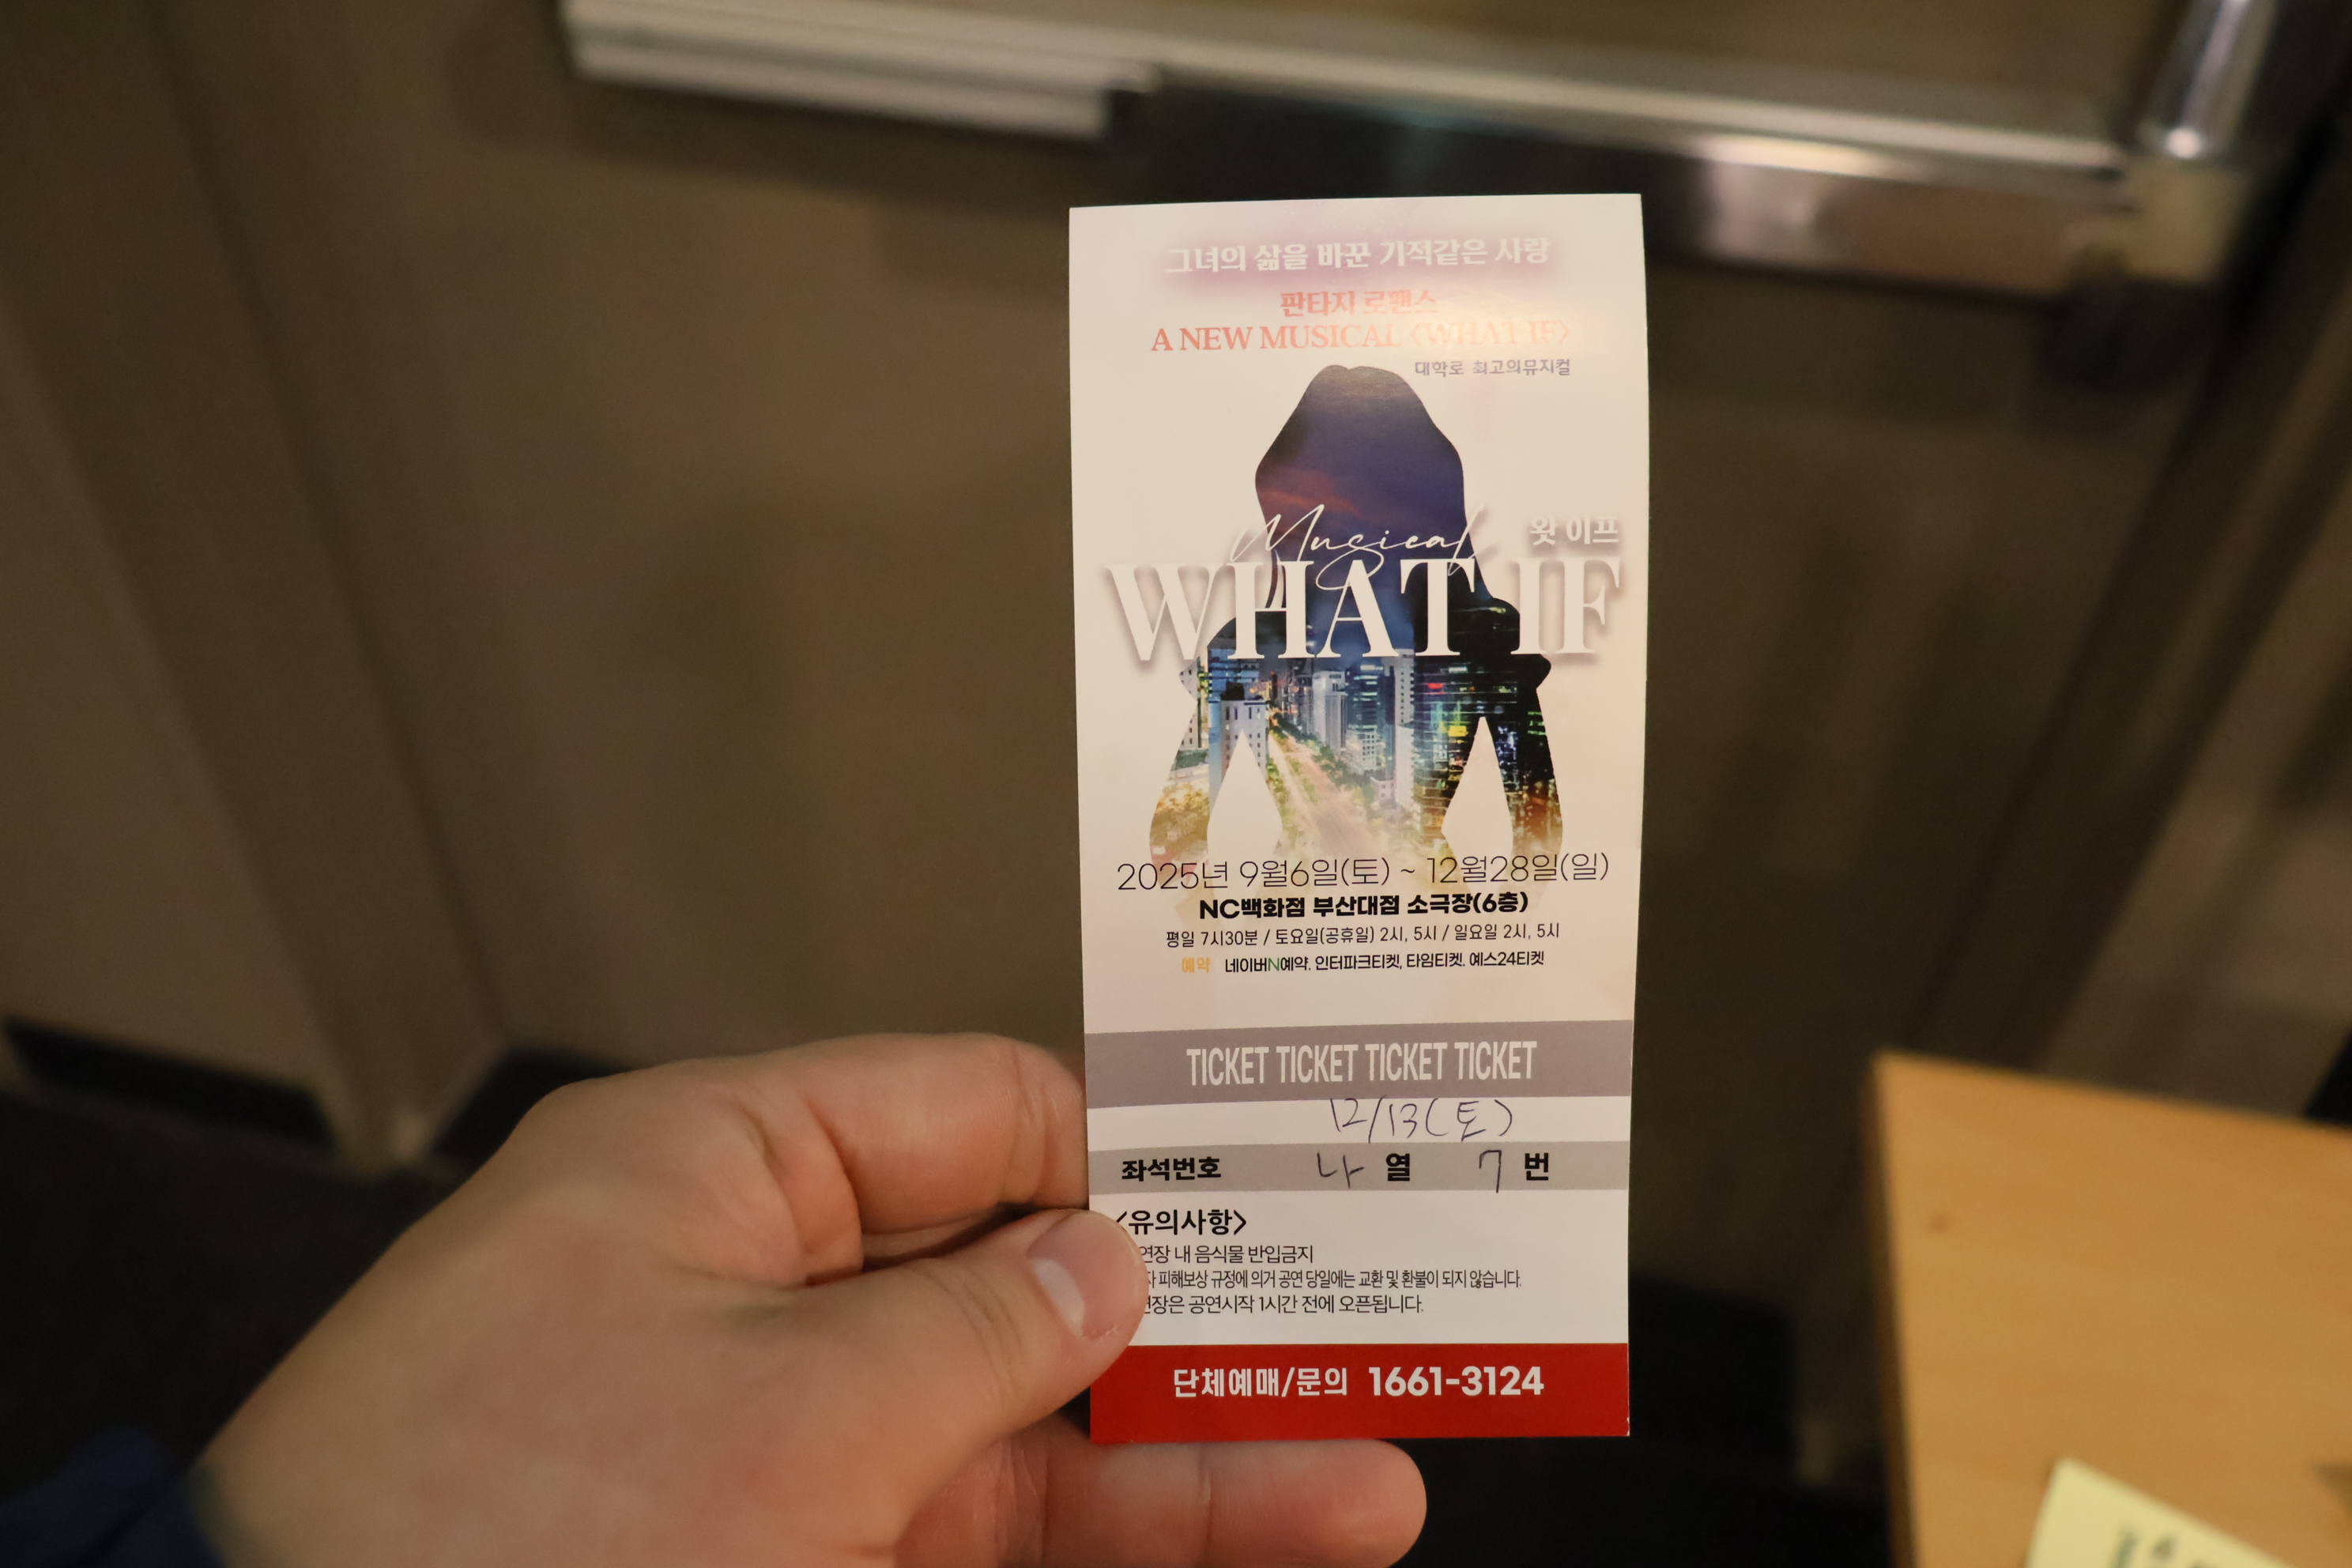 그녀의 삶을 바꾼 기적같은 사랑
판타지 로맨스
A NEW MUSICAL <WHAT IF>
대학로 최고의뮤지컬
Musical 왓 이프
WHAT IF
2025년 9월6일(토) ~ 12월28일(일)
NC백화점 부산대점 소극장(6층)
평일 7시30분 / 토요일(공휴일) 2시, 5시 / 일요일 2시, 5시
예약 네이버N예약. 인터파크티켓, 타임티켓. 예스24티켓
TICKET TICKET TICKET TICKET
12/13(토)
좌석번호 나 열 7 번
<유의사항>
연장 내 음식물 반입금지
자 피해보상 규정에 의거 공연 당일에는 교환 및 환불이 되지 않습니다.
연장은 공연시작 1시간 전에 오픈됩니다.
단체예매/문의 1661-3124